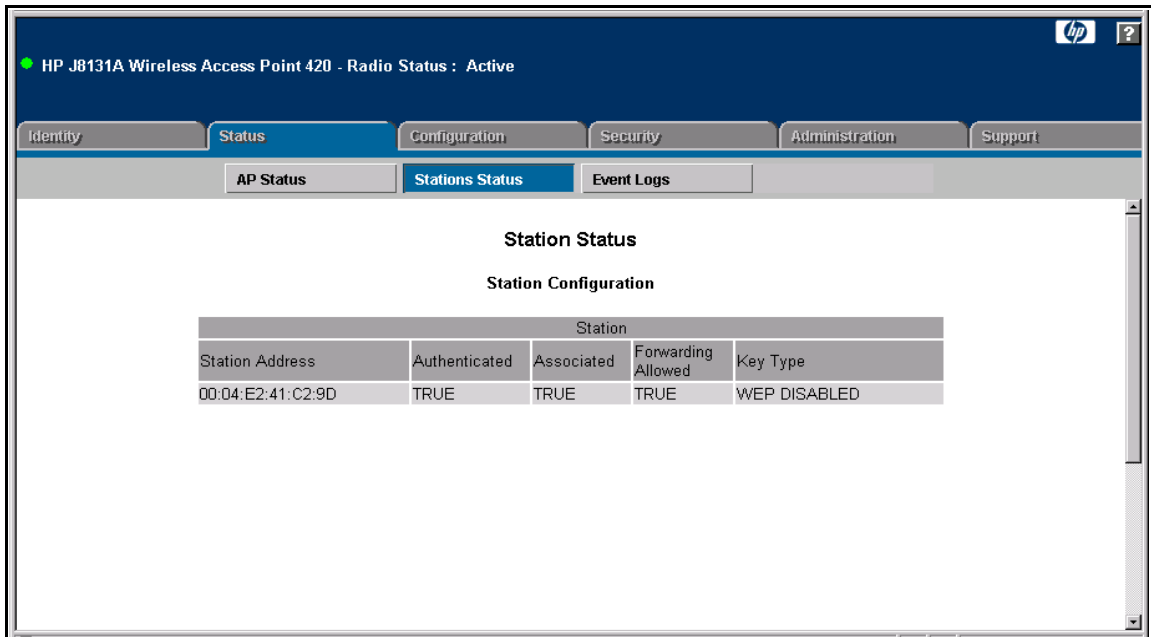 hp ?
HP J8131A Wireless Access Point 420 - Radio Status : Active
Identity Status Configuration Security Administration Support
AP Status Stations Status Event Logs
Station Status
Station Configuration
Station
Station Address Authenticated Associated Forwarding Allowed Key Type
00:04:E2:41:C2:9D TRUE TRUE TRUE WEP DISABLED